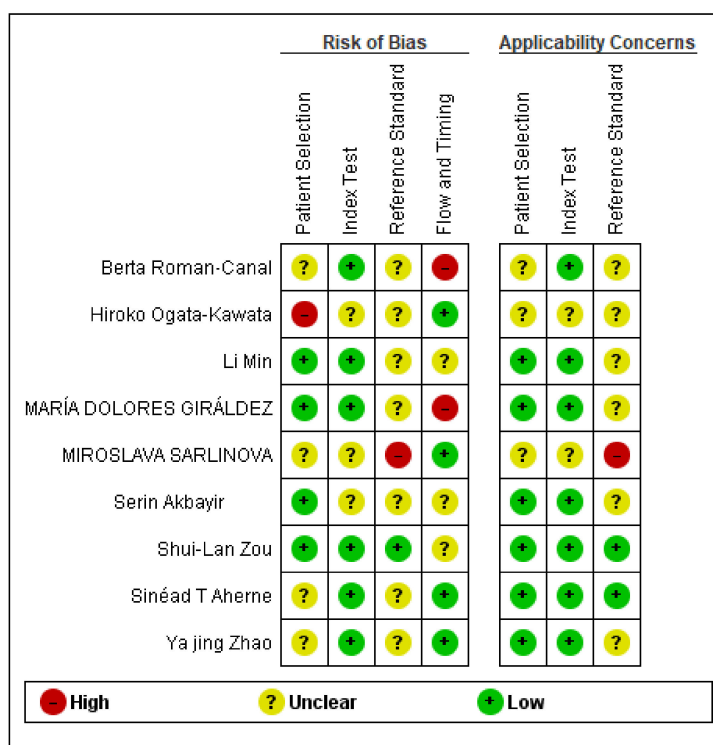 Risk of Bias Applicability Concerns
Patient Selection Index Test Reference Standard Flow and Timing Patient Selection Index Test Reference Standard
Berta Roman-Canal ? + ? – ? + ?
Hiroko Ogata-Kawata – ? ? + ? ? ?
Li Min + + ? ? + + ?
MARÍA DOLORES GIRÁLDEZ + + ? – + + ?
MIROSLAVA SARLINOVA ? ? – + ? ? –
Serin Akbayir + ? ? ? + + ?
Shui-Lan Zou + + + ? + + +
Sinéad T Aherne ? + ? + + + +
Ya jing Zhao ? + ? + + + ?
– High ? Unclear + Low